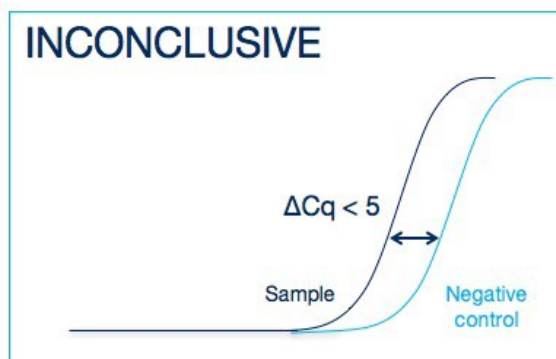 INCONCLUSIVE
ΔCq < 5
Sample
Negative
control